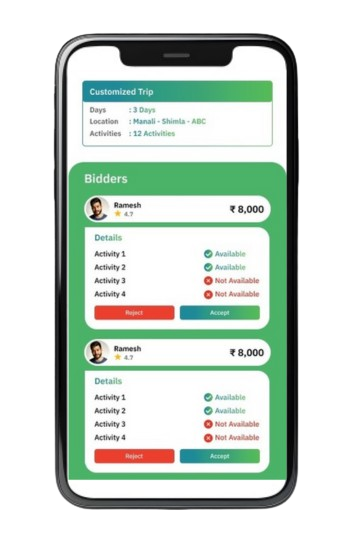 Customized Trip
Days : 3 Days
Location : Manali - Shimla - ABC
Activities : 12 Activities
Bidders
Ramesh
4.7
₹ 8,000
Details
Activity 1 Available
Activity 2 Available
Activity 3 Not Available
Activity 4 Not Available
Reject Accept
Ramesh
4.7
₹ 8,000
Details
Activity 1 Available
Activity 2 Available
Activity 3 Not Available
Activity 4 Not Available
Reject Accept